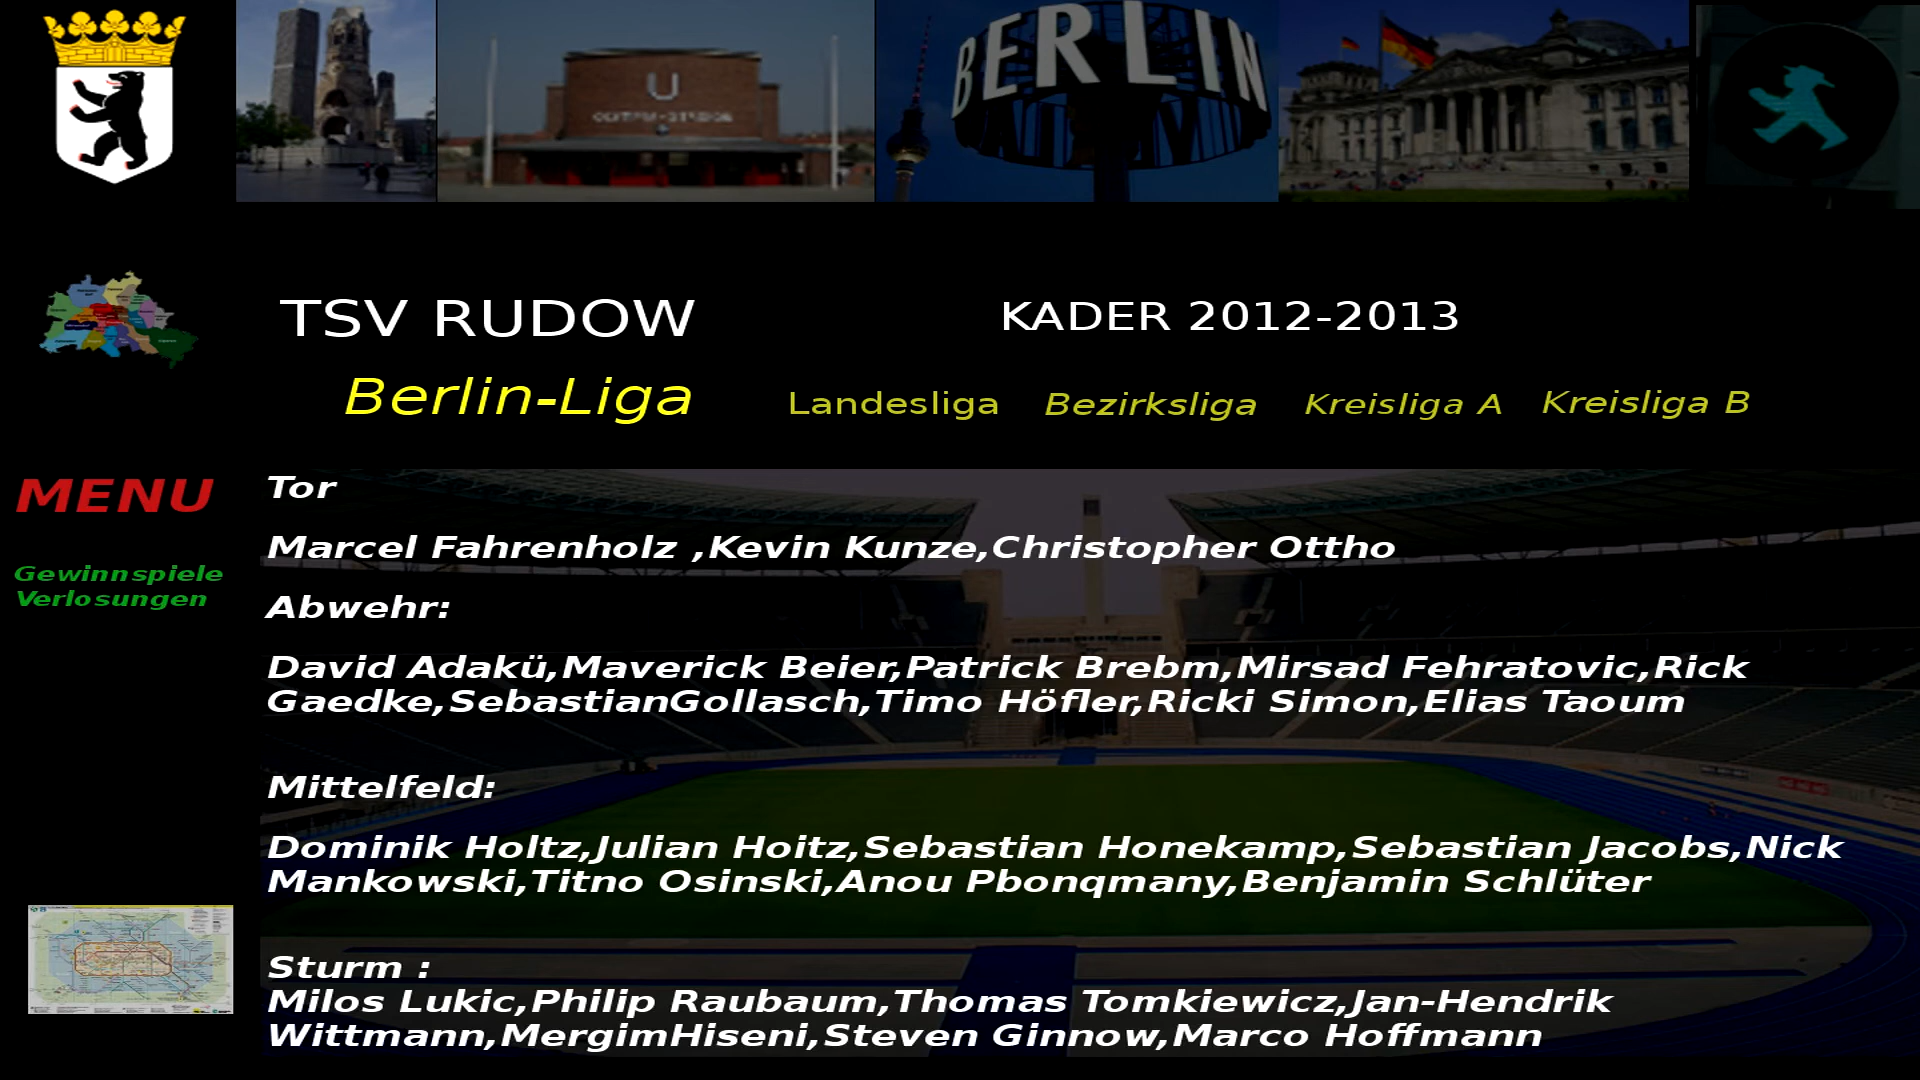 U
BERLIN
TSV RUDOW
KADER 2012-2013
Berlin-Liga
Landesliga
Bezirksliga
Kreisliga A
Kreisliga B
MENU
Gewinnspiele
Verlosungen
Tor
Marcel Fahrenholz ,Kevin Kunze,Christopher Ottho
Abwehr:
David Adakü,Maverick Beier,Patrick Brebm,Mirsad Fehratovic,Rick
Gaedke,SebastianGollasch,Timo Höfler,Ricki Simon,Elias Taoum
Mittelfeld:
Dominik Holtz,Julian Hoitz,Sebastian Honekamp,Sebastian Jacobs,Nick
Mankowski,Titno Osinski,Anou Pbonqmany,Benjamin Schlüter
Sturm :
Milos Lukic,Philip Raubaum,Thomas Tomkiewicz,Jan-Hendrik
Wittmann,MergimHiseni,Steven Ginnow,Marco Hoffmann